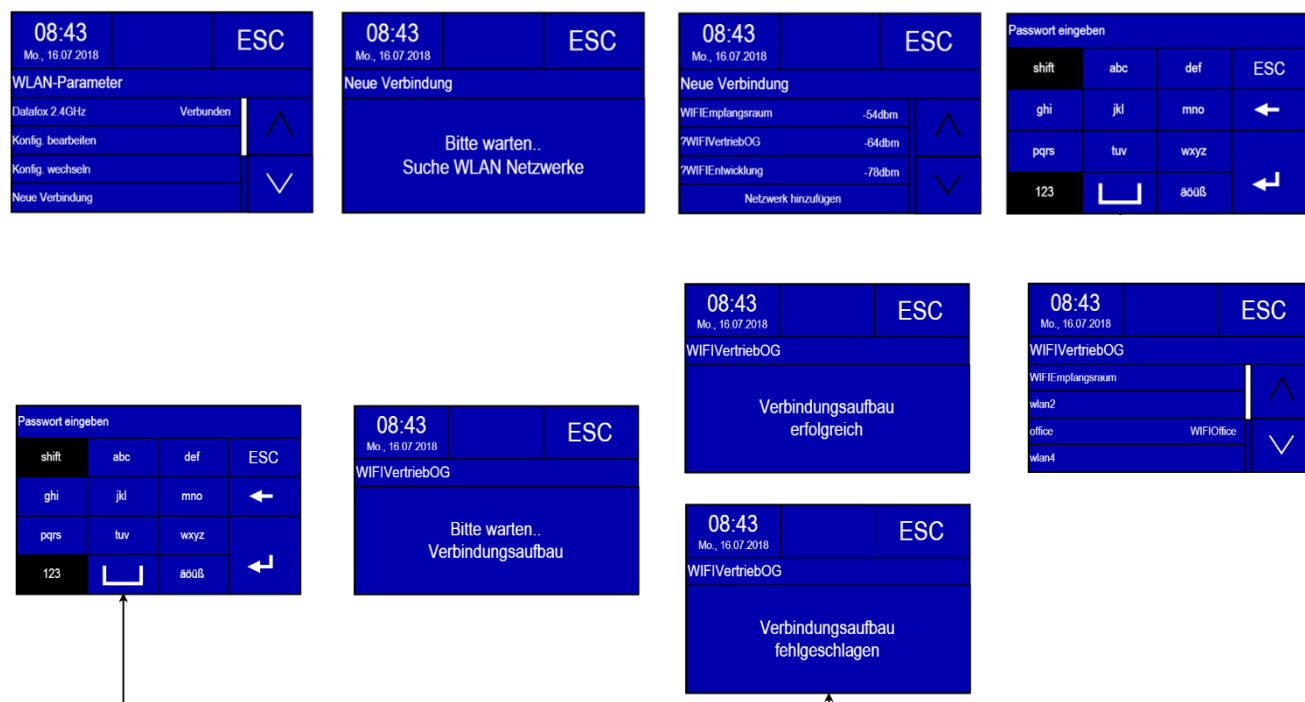 08:43
Mo., 16.07.2018
ESC
WLAN-Parameter
Datafox 2.4GHz Verbunden
Konfig. bearbeiten
Konfig. wechseln
Neue Verbindung
08:43
Mo., 16.07.2018
ESC
Neue Verbindung
Bitte warten..
Suche WLAN Netzwerke
08:43
Mo., 16.07.2018
ESC
Neue Verbindung
WIFIEmpfangsraum -54dbm
?WIFIVertriebOG -64dbm
?WIFIEntwicklung -78dbm
Netzwerk hinzufügen
Passwort eingeben
shift abc def ESC
ghi jkl mno
pqrs tuv wxyz
123 äöüß
08:43
Mo., 16.07.2018
ESC
WIFIVertriebOG
Verbindungsaufbau
erfolgreich
08:43
Mo., 16.07.2018
ESC
WIFIVertriebOG
WIFIEmpfangsraum
wlan2
office WIFIOffice
wlan4
Passwort eingeben
shift abc def ESC
ghi jkl mno
pqrs tuv wxyz
123 äöüß
08:43
Mo., 16.07.2018
ESC
WIFIVertriebOG
Bitte warten..
Verbindungsaufbau
08:43
Mo., 16.07.2018
ESC
WIFIVertriebOG
Verbindungsaufbau
fehlgeschlagen